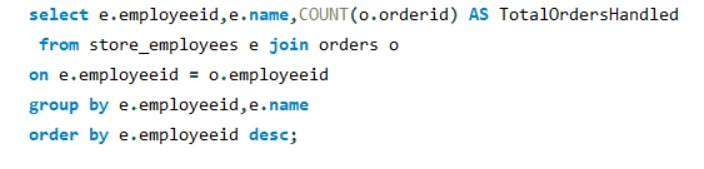 select e.employeeid,e.name,COUNT(o.orderid) AS TotalOrdersHandled
from store_employees e join orders o
on e.employeeid = o.employeeid
group by e.employeeid,e.name
order by e.employeeid desc;